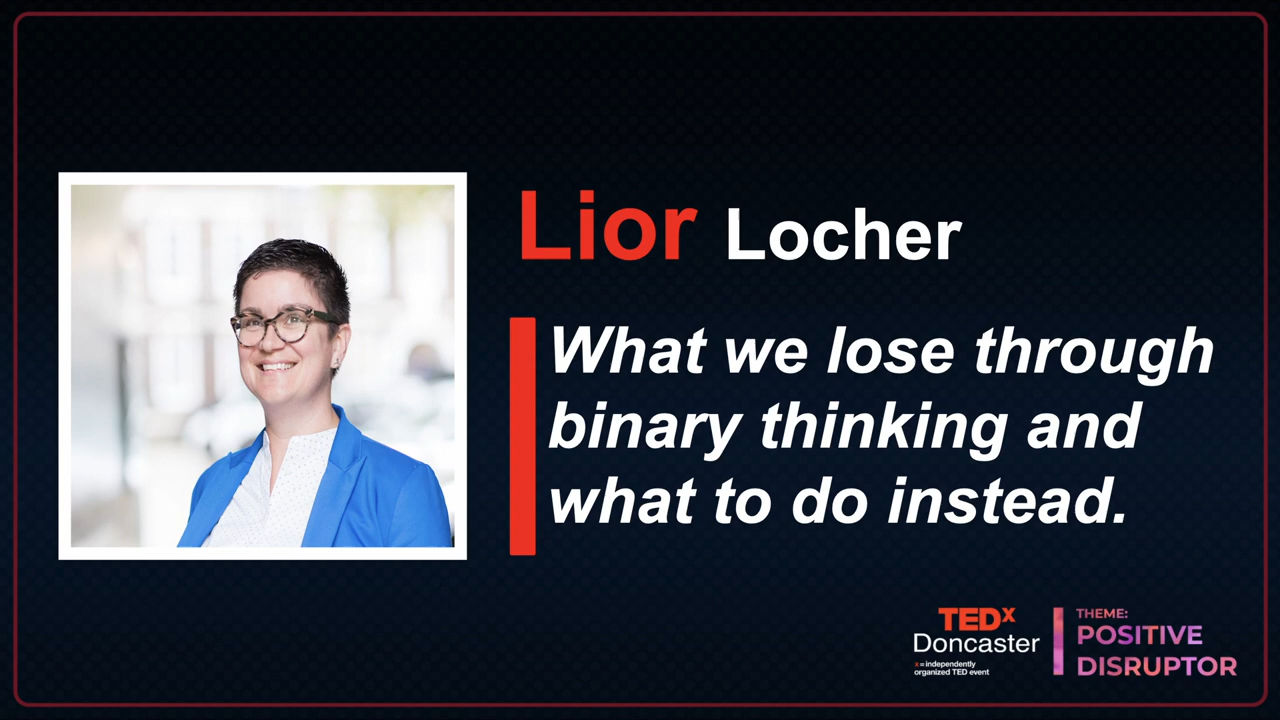 Lior Locher
What we lose through
binary thinking and
what to do instead.
TEDx
Doncaster
x = independently
organized TED event
THEME:
POSITIVE
DISRUPTOR